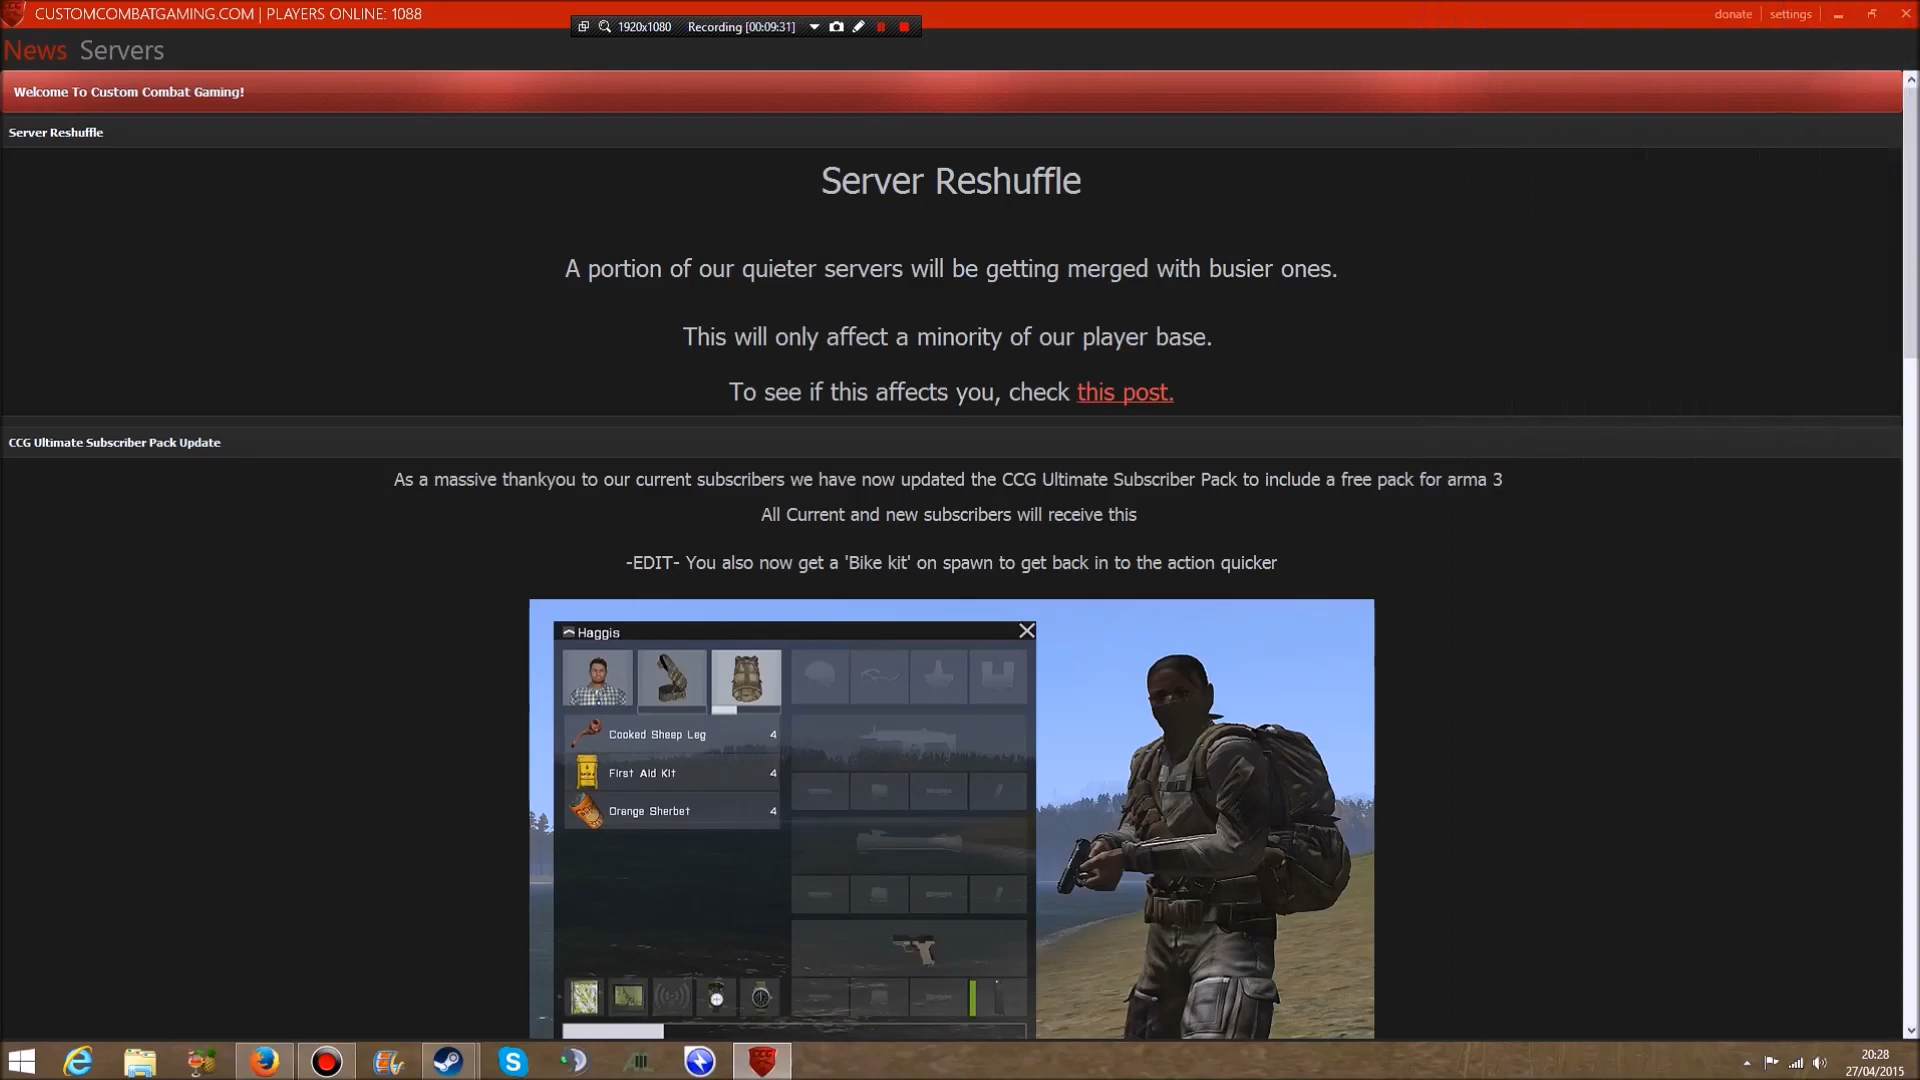 CUSTOMCOMBATGAMING.COM | PLAYERS ONLINE: 1088
donate settings
1920x1080 Recording [00:09:31]
News Servers
Welcome To Custom Combat Gaming!
Server Reshuffle
Server Reshuffle
A portion of our quieter servers will be getting merged with busier ones.
This will only affect a minority of our player base.
To see if this affects you, check this post.
CCG Ultimate Subscriber Pack Update
As a massive thankyou to our current subscribers we have now updated the CCG Ultimate Subscriber Pack to include a free pack for arma 3
All Current and new subscribers will receive this
-EDIT- You also now get a 'Bike kit' on spawn to get back in to the action quicker
Haggis
Cooked Sheep Leg 4
First Aid Kit 4
Orange Sherbet 4
20:28
27/04/2015